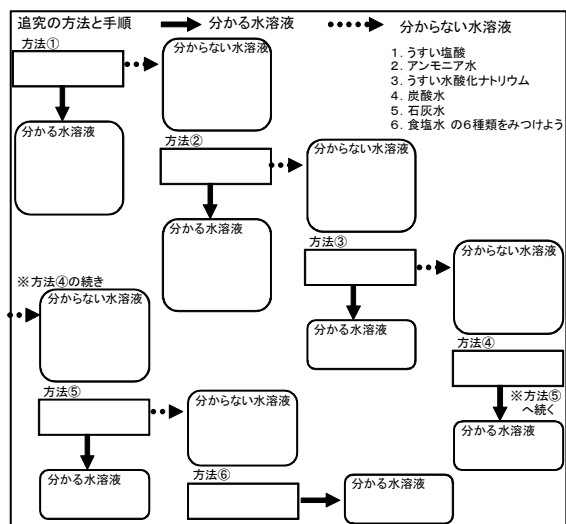 追究の方法と手順 分かる水溶液 分からない水溶液
方法①
分からない水溶液
1. うすい塩酸
2. アンモニア水
3. うすい水酸化ナトリウム
4. 炭酸水
5. 石灰水
6. 食塩水 の6種類をみつけよう
分かる水溶液
方法②
分からない水溶液
分かる水溶液
方法③
分からない水溶液
※方法④の続き
分からない水溶液
分かる水溶液
方法④
方法⑤
分からない水溶液
※方法⑤
へ続く
分かる水溶液
分かる水溶液
方法⑥
分かる水溶液